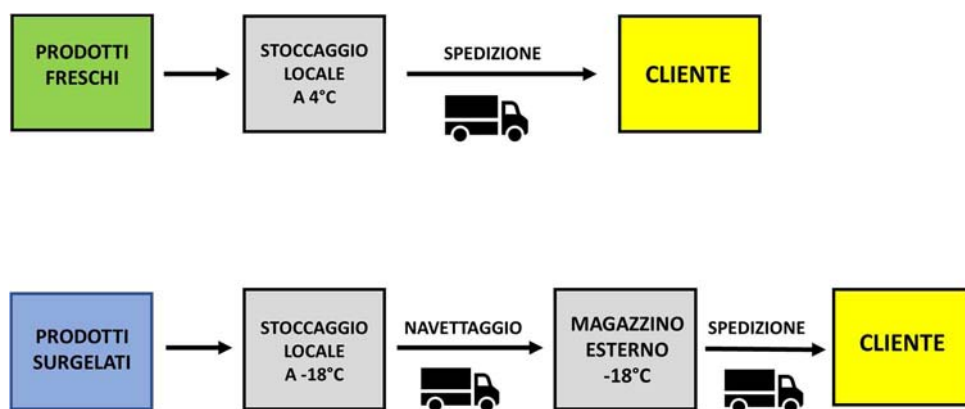 PRODOTTI
FRESCHI
STOCCAGGIO
LOCALE
A 4°C
SPEDIZIONE
CLIENTE
PRODOTTI
SURGELATI
STOCCAGGIO
LOCALE
A -18°C
NAVETTAGGIO
MAGAZZINO
ESTERNO
-18°C
SPEDIZIONE
CLIENTE